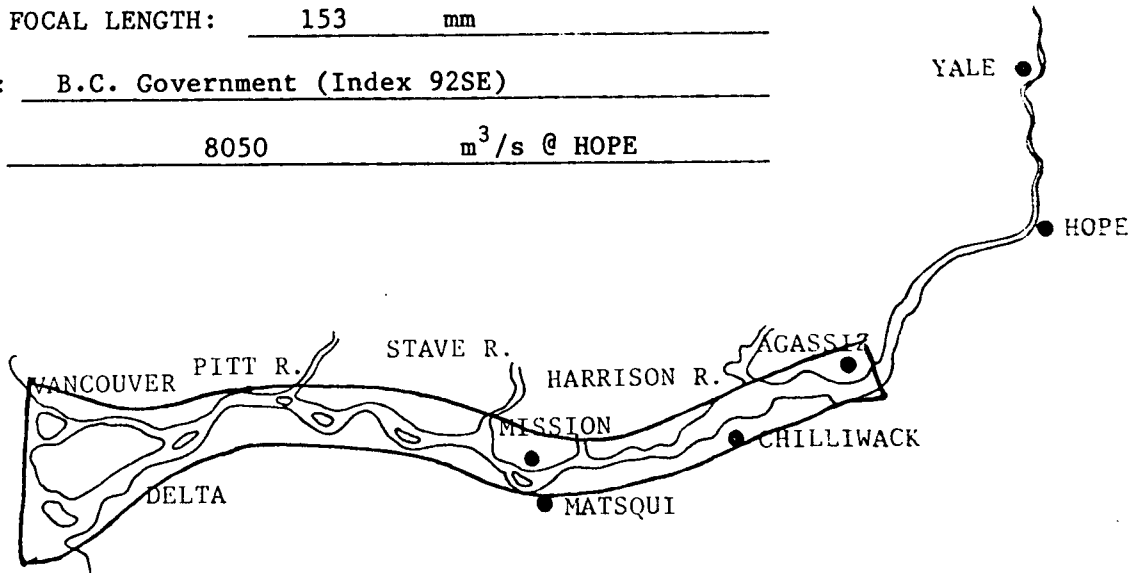 FOCAL LENGTH: 153 mm
: B.C. Government (Index 92SE)
8050 m³/s @ HOPE
YALE
HOPE
AGASSIZ
STAVE R.
PITT R.
HARRISON R.
VANCOUVER
MISSION
CHILLIWACK
DELTA
MATSQUI